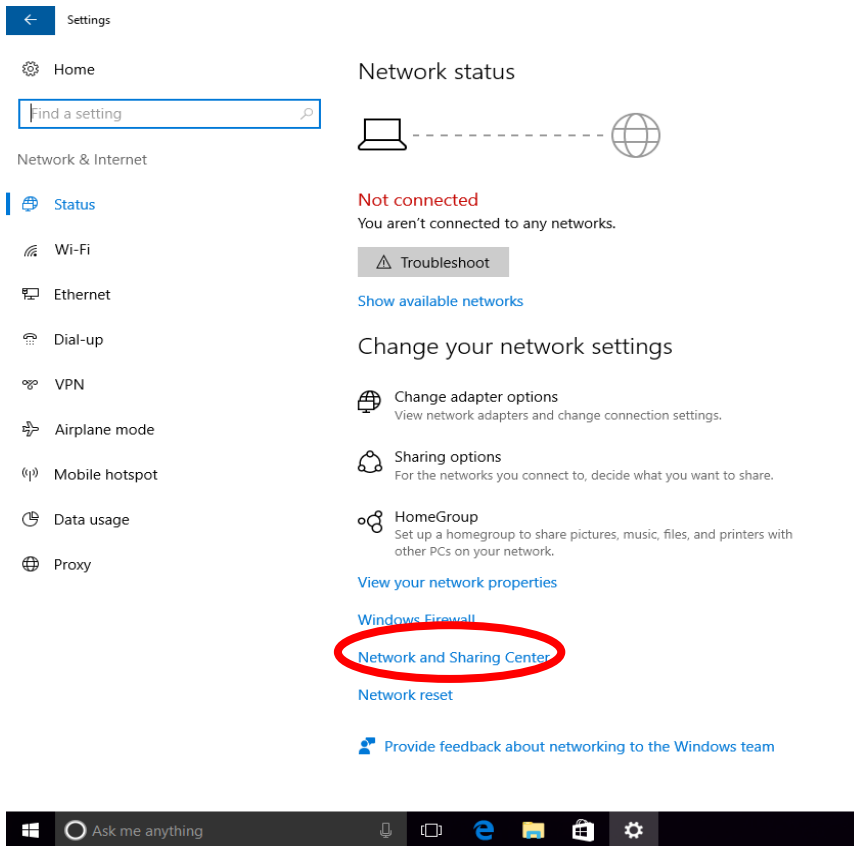 Settings
Home
Find a setting
Network & Internet
Status
Wi-Fi
Ethernet
Dial-up
VPN
Airplane mode
Mobile hotspot
Data usage
Proxy
Network status
Not connected
You aren't connected to any networks.
Troubleshoot
Show available networks
Change your network settings
Change adapter options
View network adapters and change connection settings.
Sharing options
For the networks you connect to, decide what you want to share.
HomeGroup
Set up a homegroup to share pictures, music, files, and printers with
other PCs on your network.
View your network properties
Windows Firewall
Network and Sharing Center
Network reset
Provide feedback about networking to the Windows team
Ask me anything